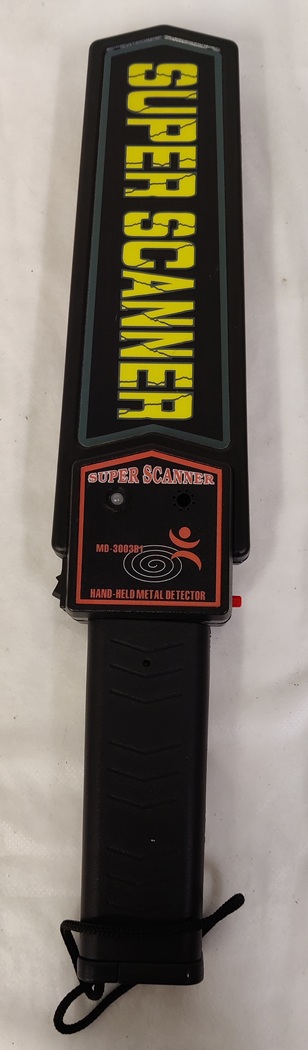 SUPER SCANNER
SUPER SCANNER
MD-3003B1
HAND-HELD METAL DETECTOR